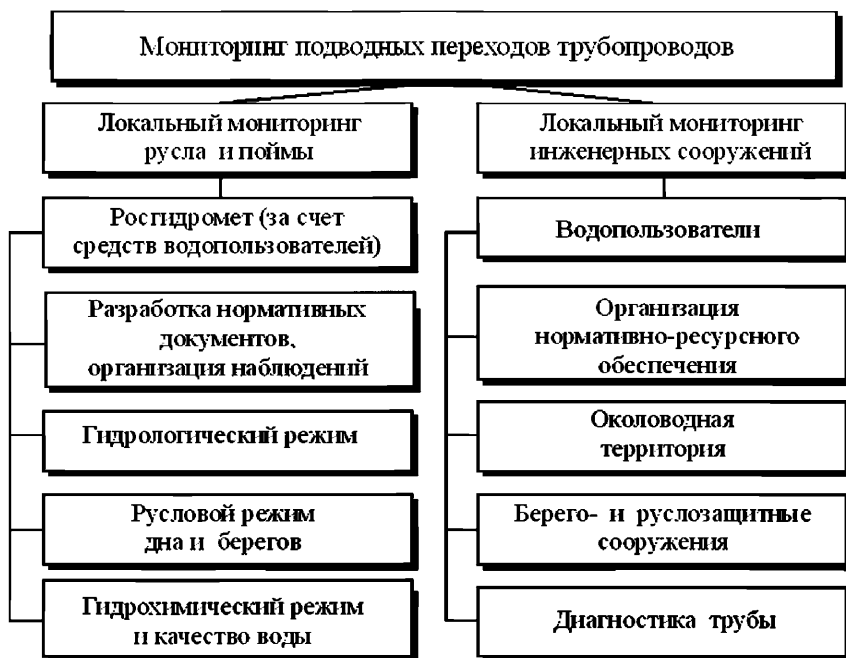 Мониторинг подводных переходов трубопроводов
Локальный мониторинг
русла и поймы
Росгидромет (за счет
средств водопользователей)
Разработка нормативных
документов,
организация наблюдений
Гидрологический режим
Русловой режим
дна и берегов
Гидрохимический режим
и качество воды
Локальный мониторинг
инженерных сооружений
Водопользователи
Организация
нормативно-ресурсного
обеспечения
Околоводная
территория
Берего- и руслозащитные
сооружения
Диагностика трубы